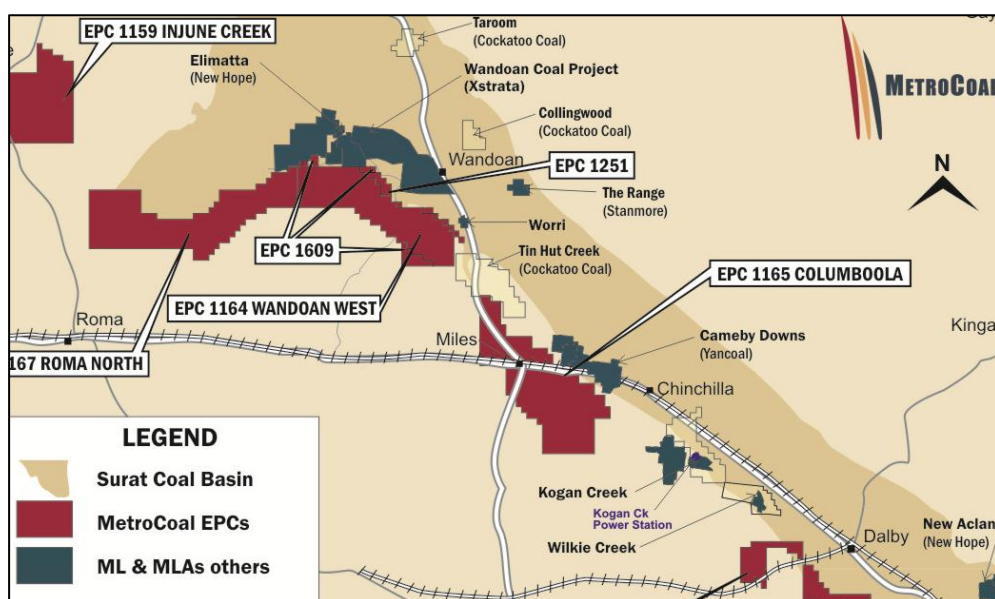 EPC 1159 INJUNE CREEK
Taroom
(Cockatoo Coal)
Elimatta
(New Hope)
Wandoan Coal Project
(Xstrata)
METROCOAL
Collingwood
(Cockatoo Coal)
Wandoan
EPC 1251
N
The Range
(Stanmore)
Worri
EPC 1609
Tin Hut Creek
(Cockatoo Coal)
EPC 1165 COLUMBOOLA
EPC 1164 WANDOAN WEST
Roma
Kinga
Miles
Cameby Downs
(Yancoal)
167 ROMA NORTH
Chinchilla
LEGEND
Surat Coal Basin
MetroCoal EPCs
ML & MLAs others
Kogan Creek
Kogan Ck
Power Station
Wilkie Creek
New Aclan
(New Hope)
Dalby